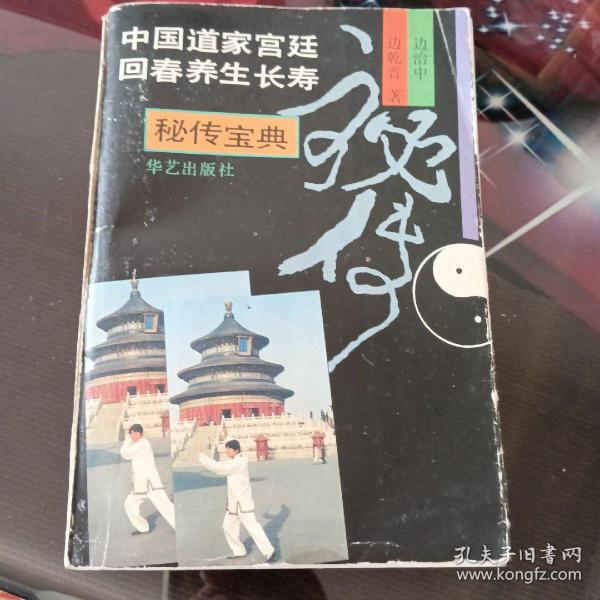 中国道家宫廷
回春养生长寿
秘传宝典
华艺出版社
边治中
边乾晋 著
秘传
孔夫子旧書网
www.kongfz.com